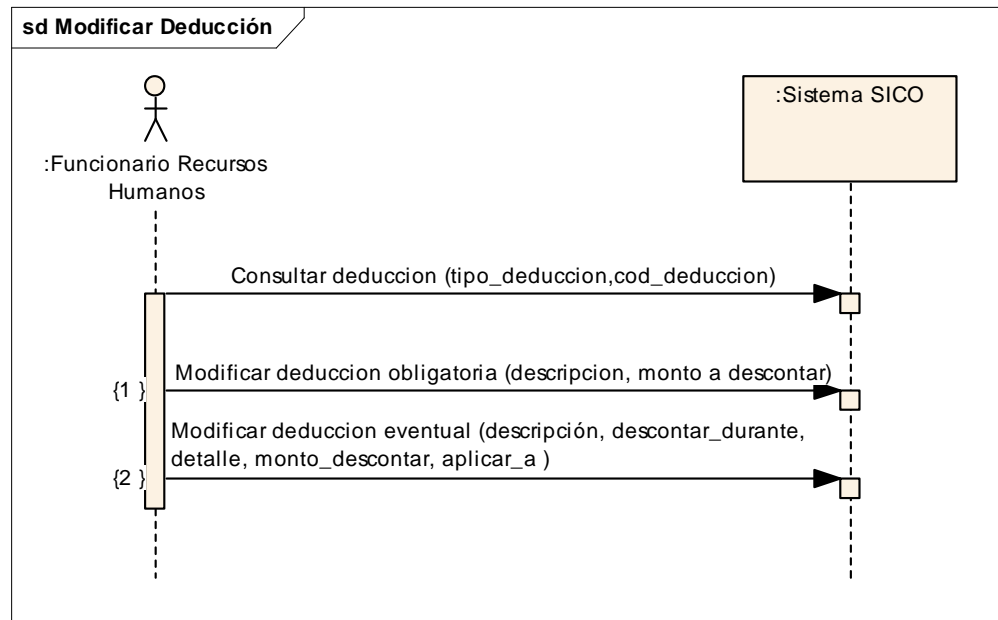 sd Modificar Deducción
:Funcionario Recursos
Humanos
:Sistema SICO
Consultar deduccion (tipo_deduccion,cod_deduccion)
{1 }
Modificar deduccion obligatoria (descripcion, monto a descontar)
Modificar deduccion eventual (descripción, descontar_durante,
detalle, monto_descontar, aplicar_a )
{2 }